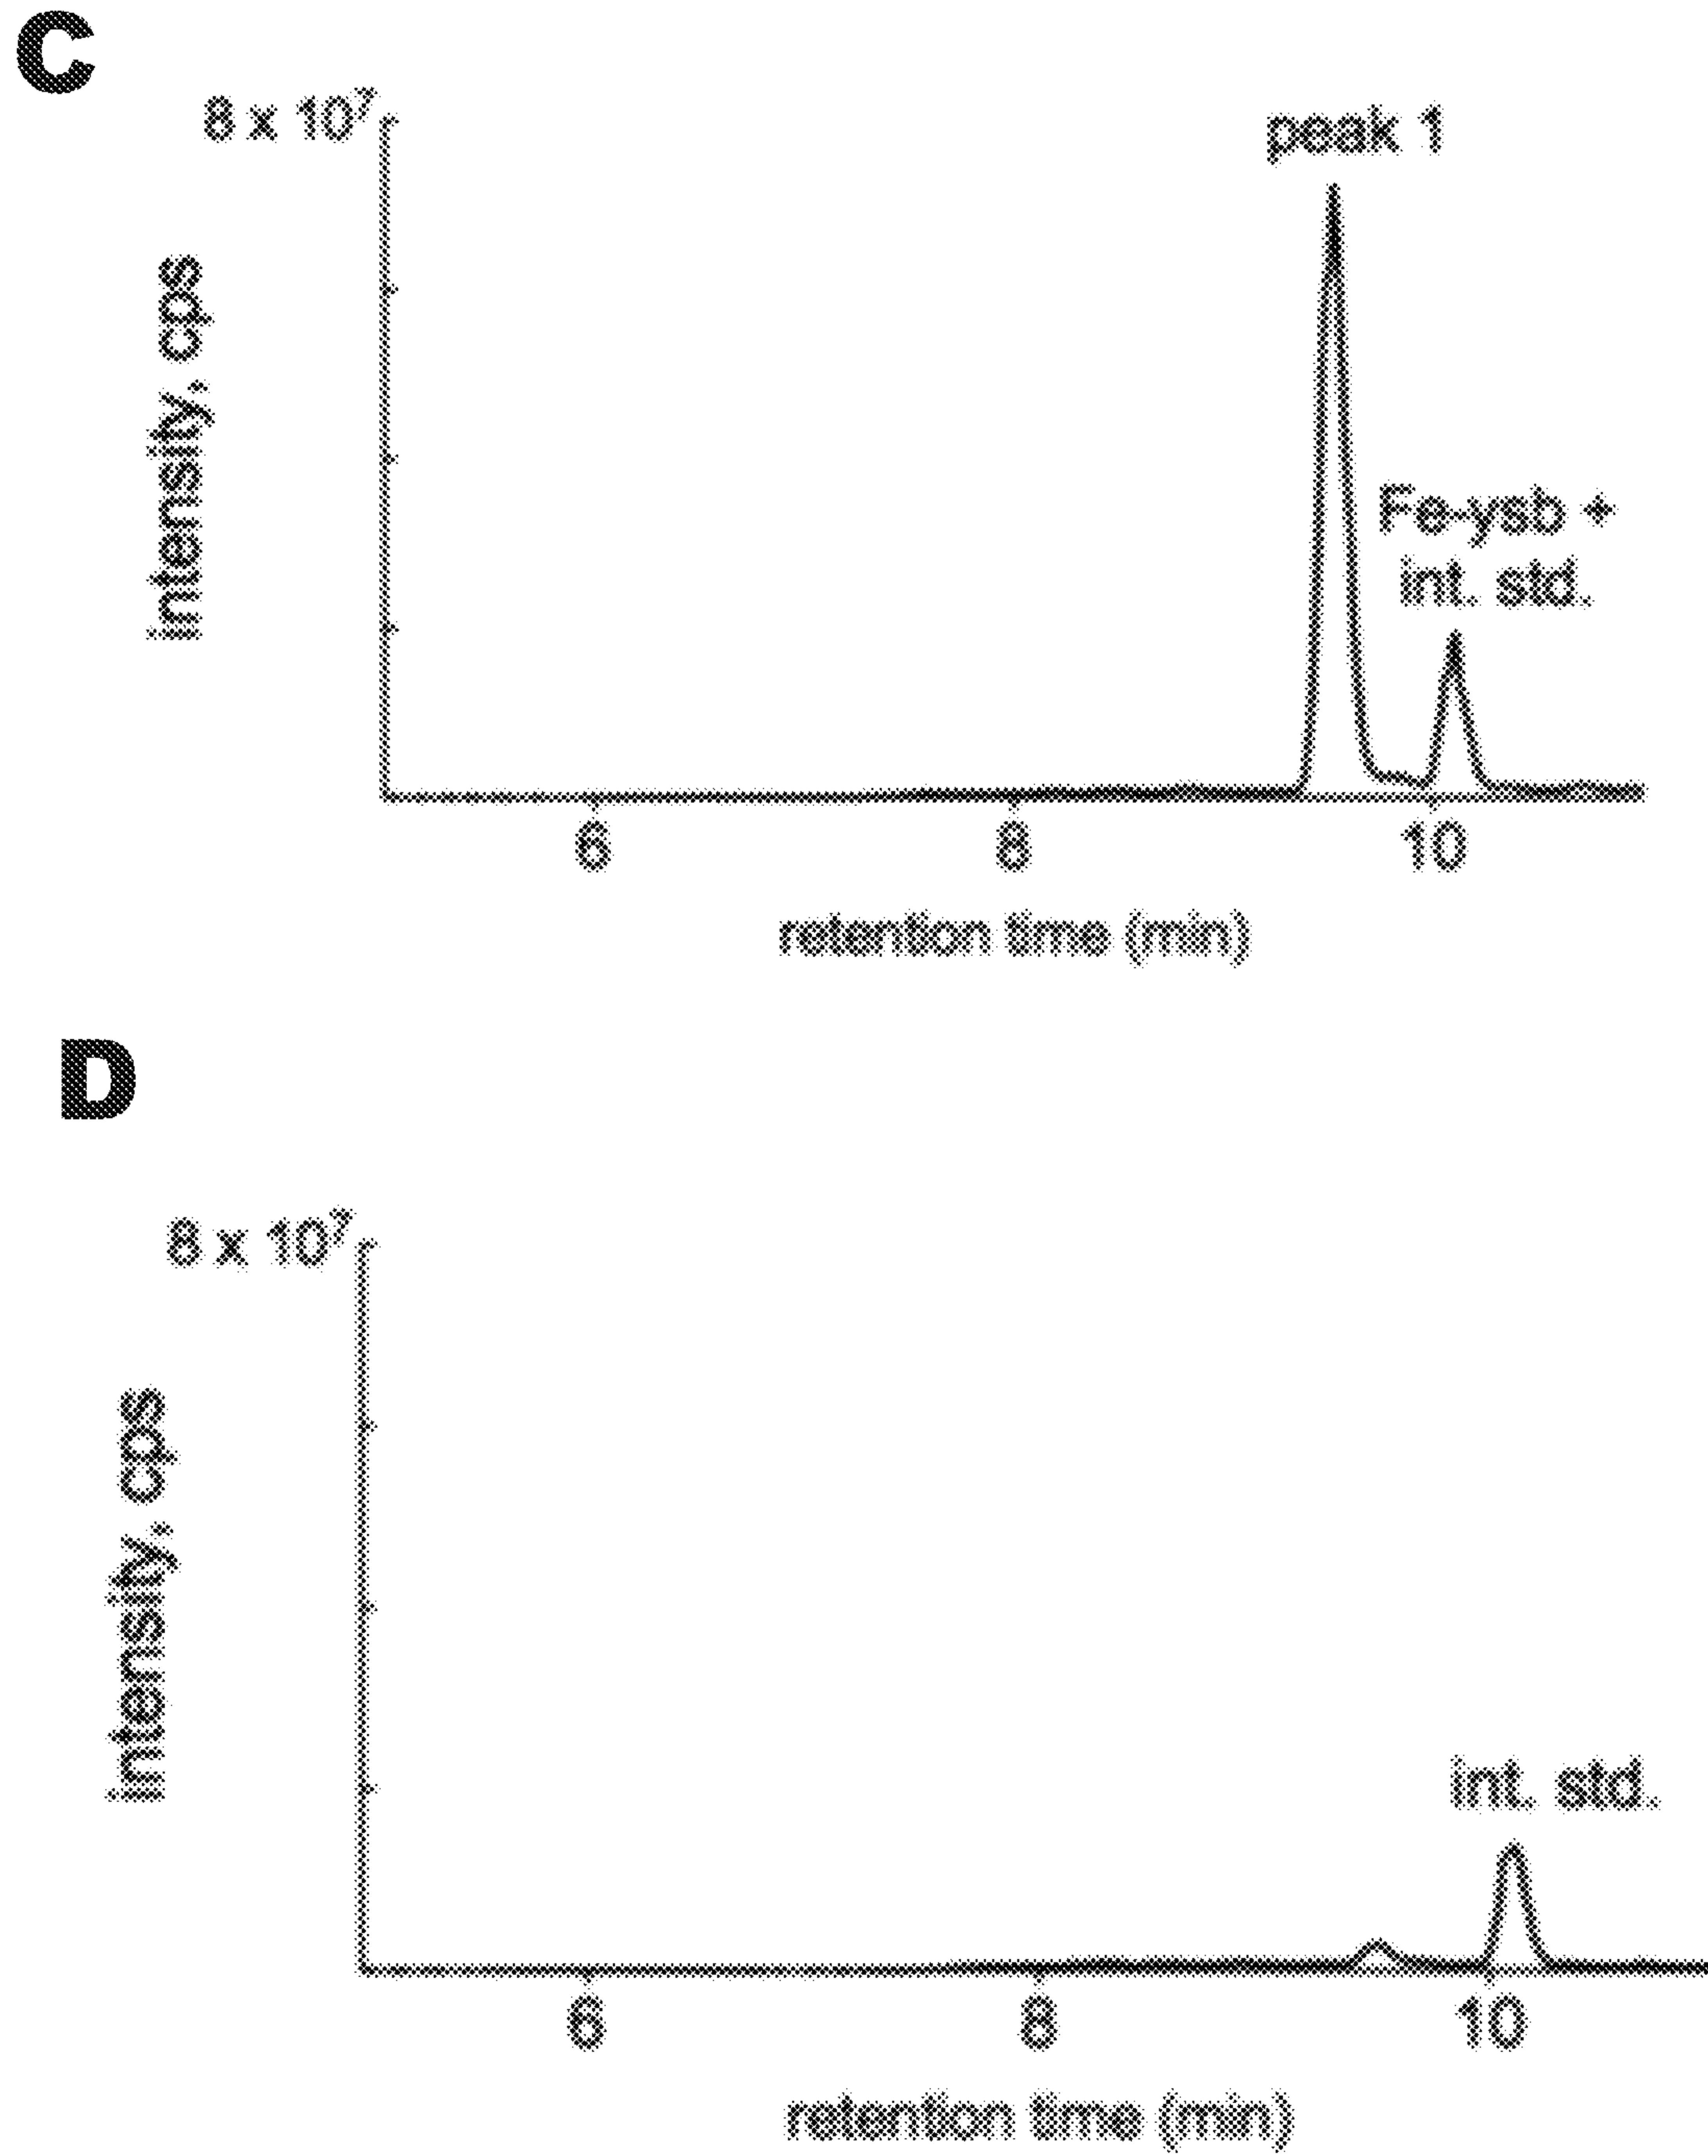 C
8 x 10⁷
peak 1
intensity, cps
Fe-ysb +
int. std.
6 8 10
retention time (min)
D
8 x 10⁷
intensity, cps
int. std.
6 8 10
retention time (min)